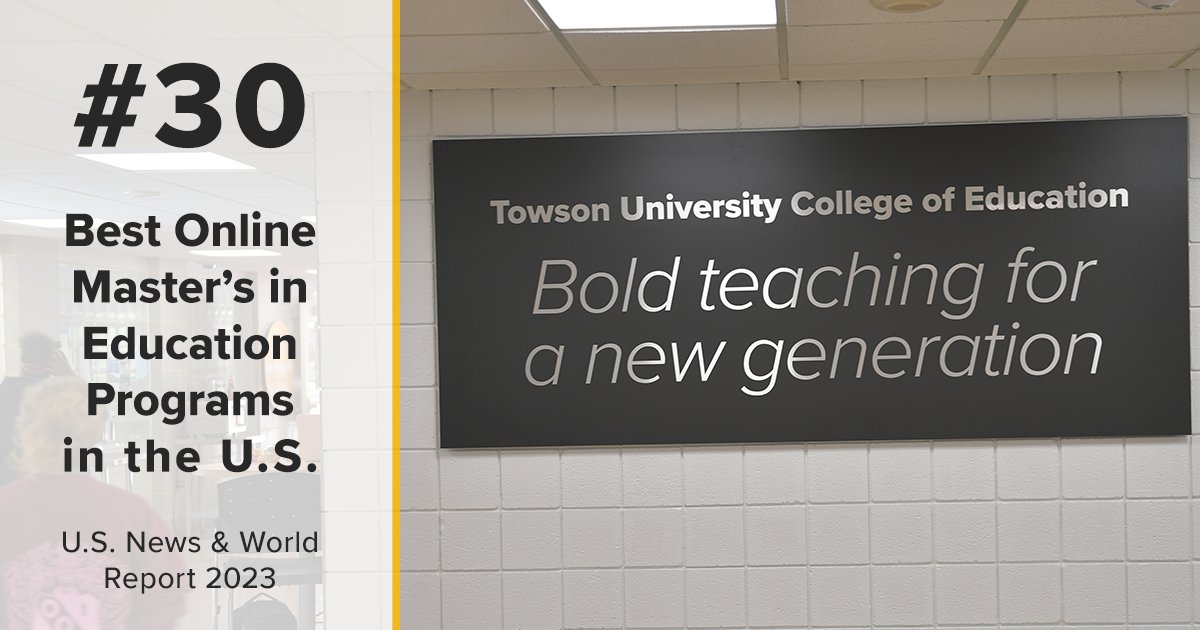 #30
Best Online
Master’s in
Education
Programs
in the U.S.
U.S. News & World
Report 2023
Towson University College of Education
Bold teaching for
a new generation